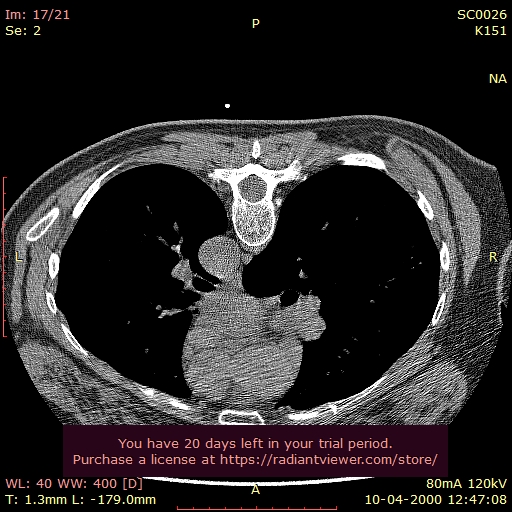 Im: 17/21
Se: 2
P
SC0026
K151
NA
L
R
You have 20 days left in your trial period.
Purchase a license at https://radiantviewer.com/store/
WL: 40 WW: 400 [D]
T: 1.3mm L: -179.0mm
A
80mA 120kV
10-04-2000 12:47:08